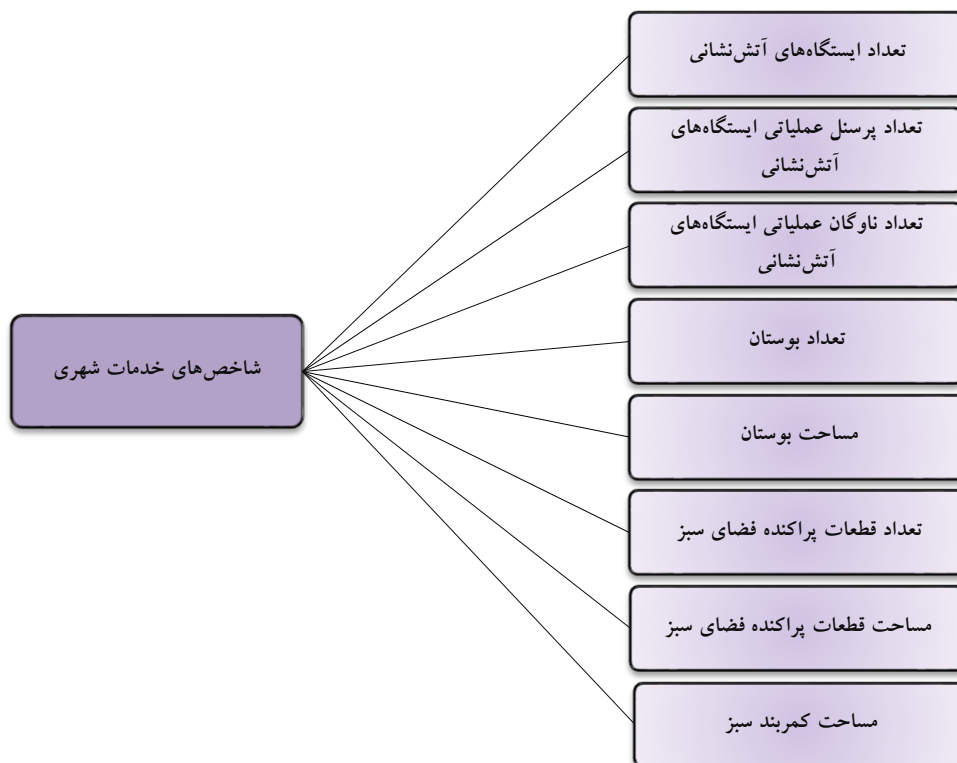 شاخص‌های خدمات شهری
تعداد ایستگاه‌های آتش‌نشانی
تعداد پرسنل عملیاتی ایستگاه‌های
آتش‌نشانی
تعداد ناوگان عملیاتی ایستگاه‌های
آتش‌نشانی
تعداد بوستان
مساحت بوستان
تعداد قطعات پراکنده فضای سبز
مساحت قطعات پراکنده فضای سبز
مساحت کمربند سبز